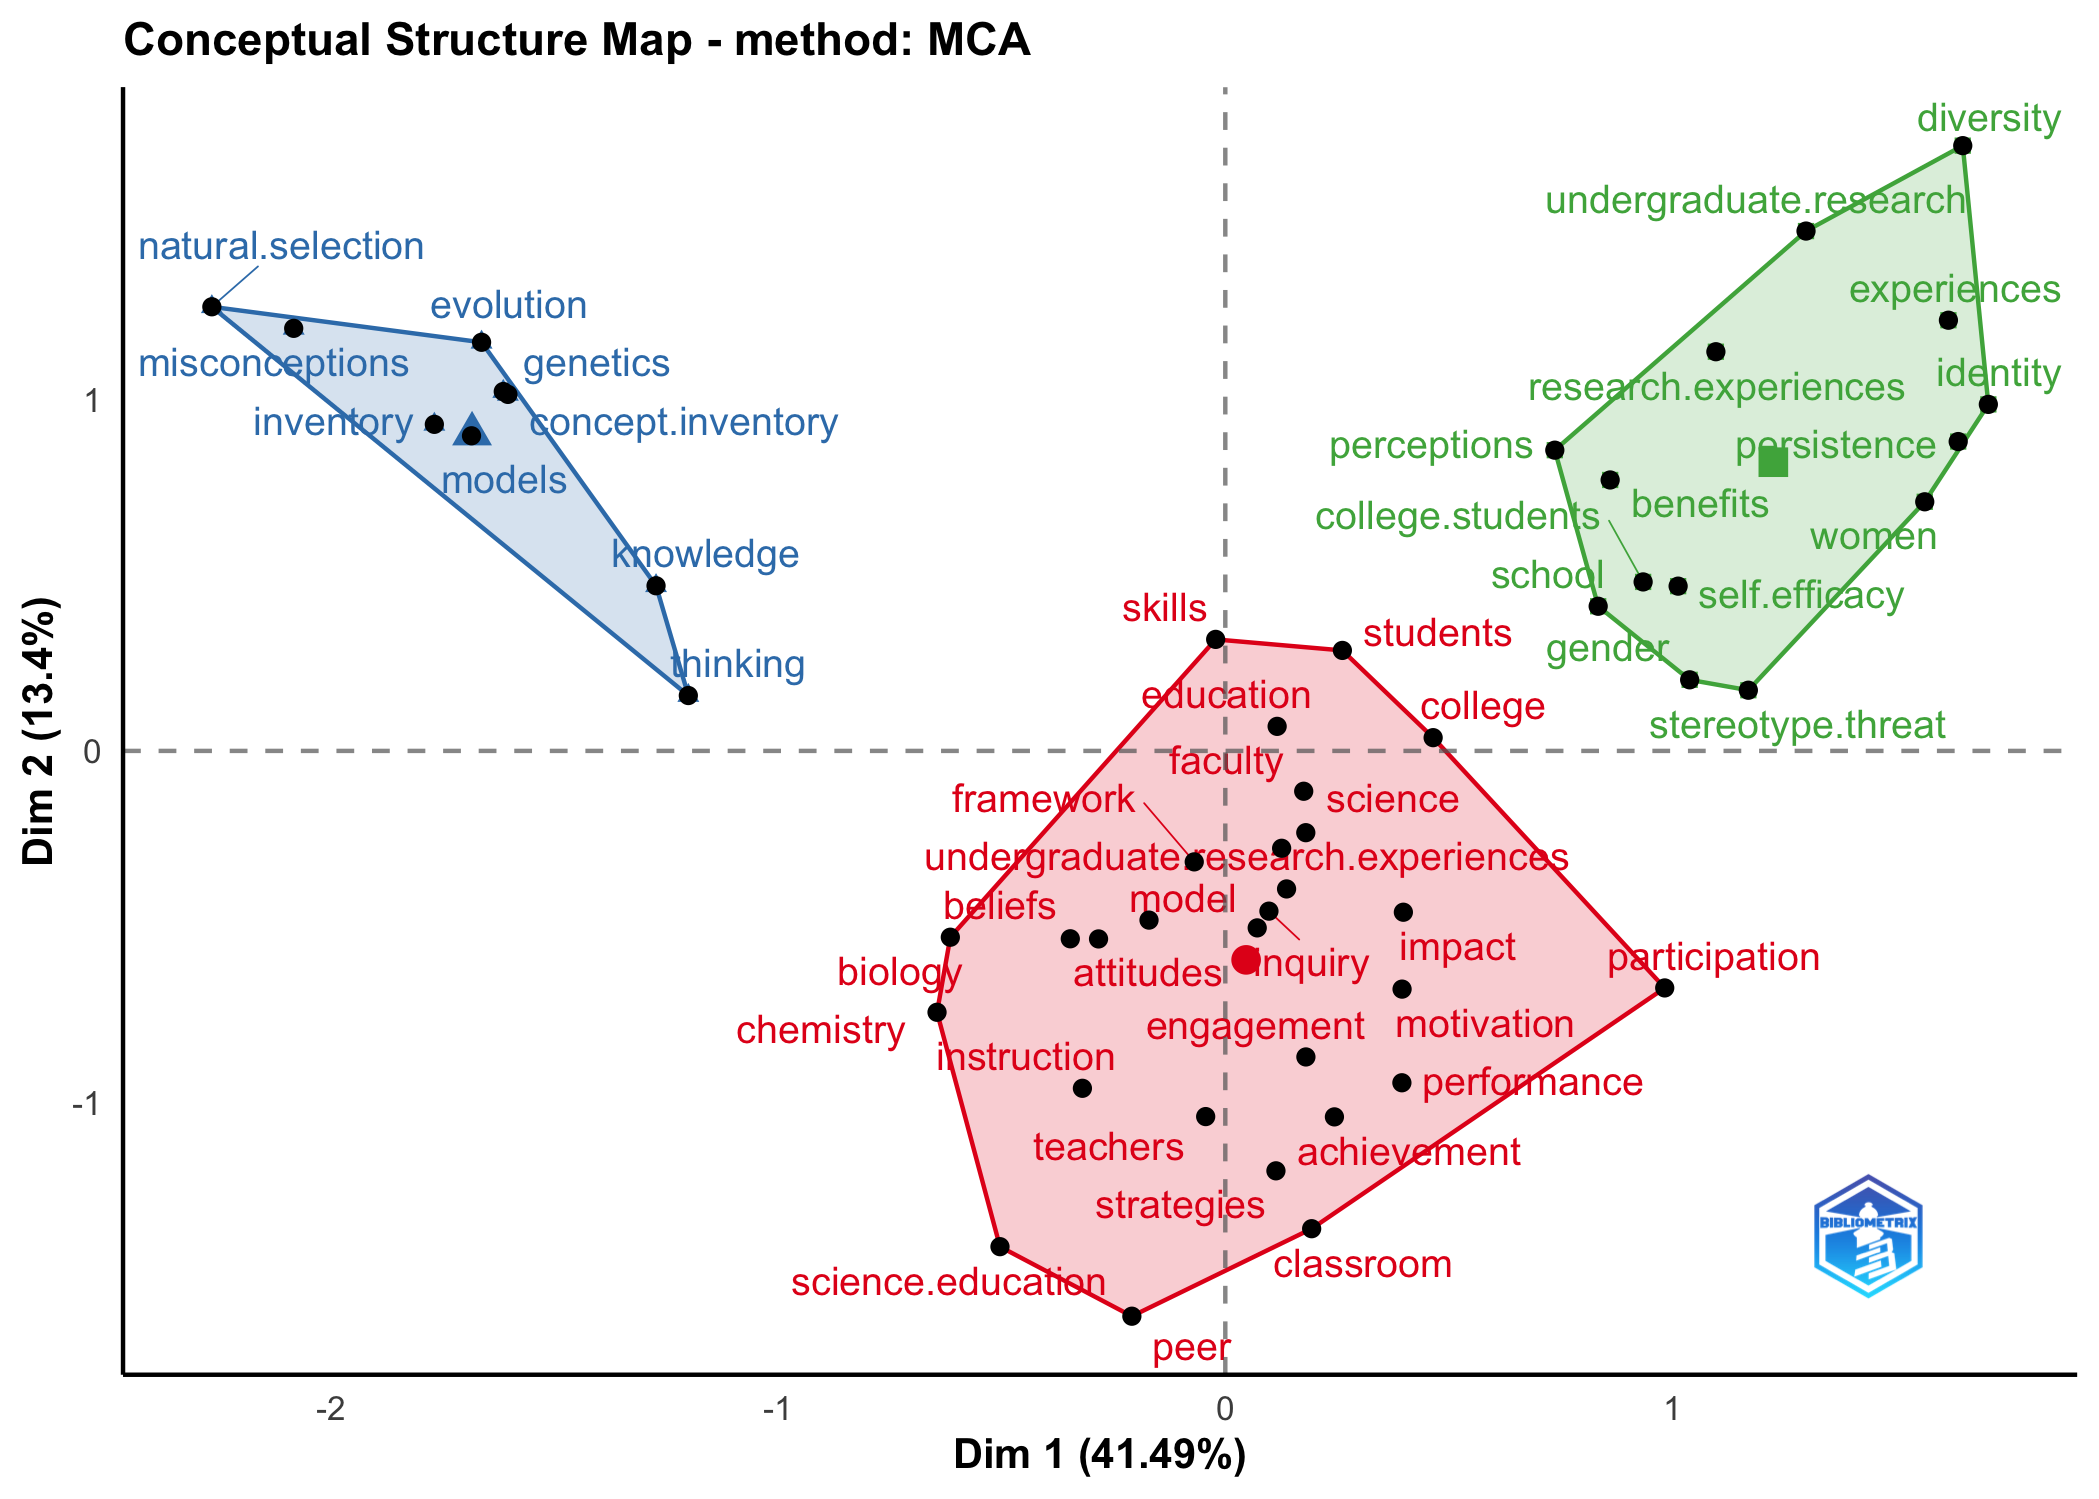 Conceptual Structure Map - method: MCA
diversity
undergraduate.research
natural.selection
experiences
evolution
misconceptions
genetics
identity
research.experiences
1
inventory
concept.inventory
perceptions
persistence
models
benefits
college.students
women
knowledge
school
self.efficacy
skills
students
gender
thinking
education
college
stereotype.threat
0
faculty
framework
science
undergraduate.research.experiences
beliefs
model
impact
participation
biology
attitudes
inquiry
chemistry
engagement
motivation
instruction
performance
-1
teachers
achievement
strategies
BIBLIOMETRIX
classroom
science.education
peer
Dim 2 (13.4%)
-2
-1
0
1
Dim 1 (41.49%)